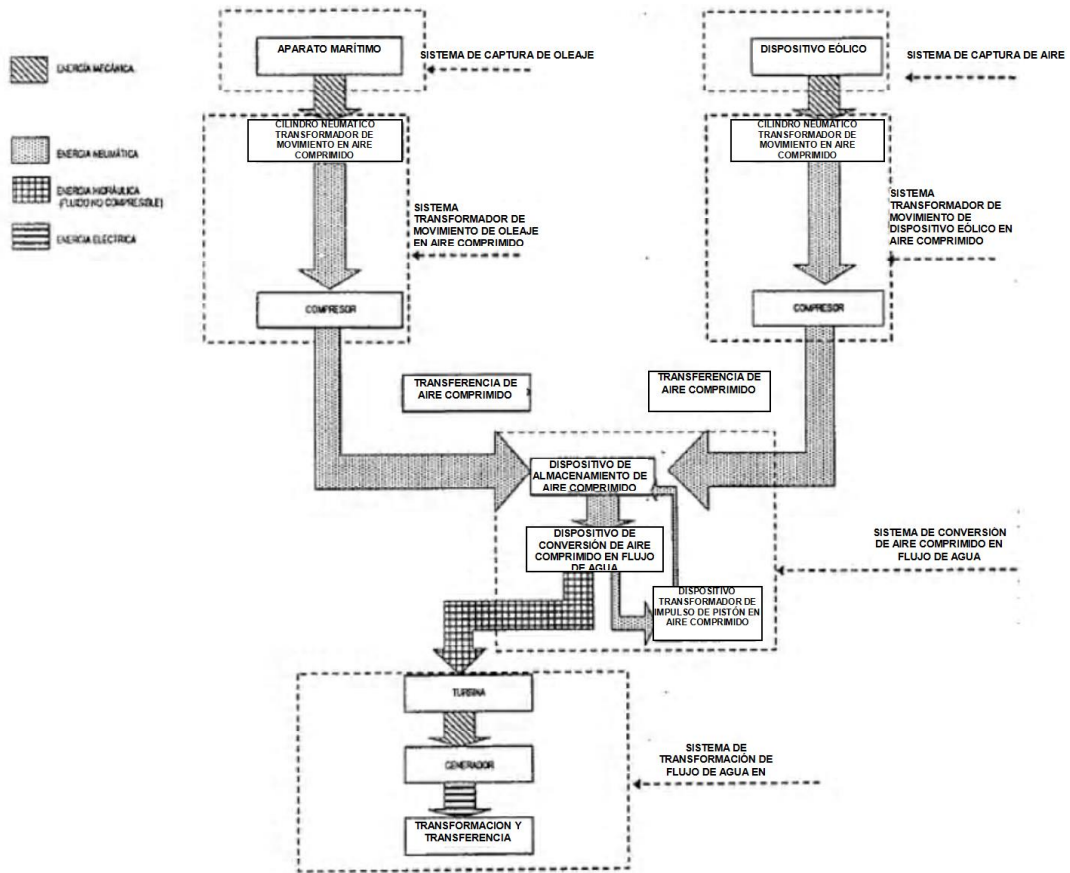 APARATO MARÍTIMO
SISTEMA DE CAPTURA DE OLEAJE
DISPOSITIVO EÓLICO
SISTEMA DE CAPTURA DE AIRE
ENERGÍA MECÁNICA
ENERGÍA NEUMÁTICA
ENERGÍA HIDRÁULICA
(FLUIDO NO COMPRESIBLE)
ENERGÍA ELÉCTRICA
CILINDRO NEUMATICO
TRANSFORMADOR DE
MOVIMIENTO EN AIRE
COMPRIMIDO
SISTEMA
TRANSFORMADOR DE
MOVIMIENTO DE OLEAJE
EN AIRE COMPRIMIDO
COMPRESOR
CILINDRO NEUMATICO
TRANSFORMADOR DE
MOVIMIENTO EN AIRE
COMPRIMIDO
SISTEMA
TRANSFORMADOR DE
MOVIMIENTO DE
DISPOSITIVO EÓLICO EN
AIRE COMPRIMIDO
COMPRESOR
TRANSFERENCIA DE
AIRE COMPRIMIDO
TRANSFERENCIA DE
AIRE COMPRIMIDO
DISPOSITIVO DE
ALMACENAMIENTO DE
AIRE COMPRIMIDO
DISPOSITIVO DE
CONVERSIÓN DE AIRE
COMPRIMIDO EN FLUJO
DE AGUA
SISTEMA DE CONVERSIÓN
DE AIRE COMPRIMIDO EN
FLUJO DE AGUA
DISPOSITIVO
TRANSFORMADOR DE
IMPULSO DE PISTÓN EN
AIRE COMPRIMIDO
TURBINA
GENERADOR
TRANSFORMACION Y
TRANSFERENCIA
SISTEMA DE
TRANSFORMACIÓN DE
FLUJO DE AGUA EN